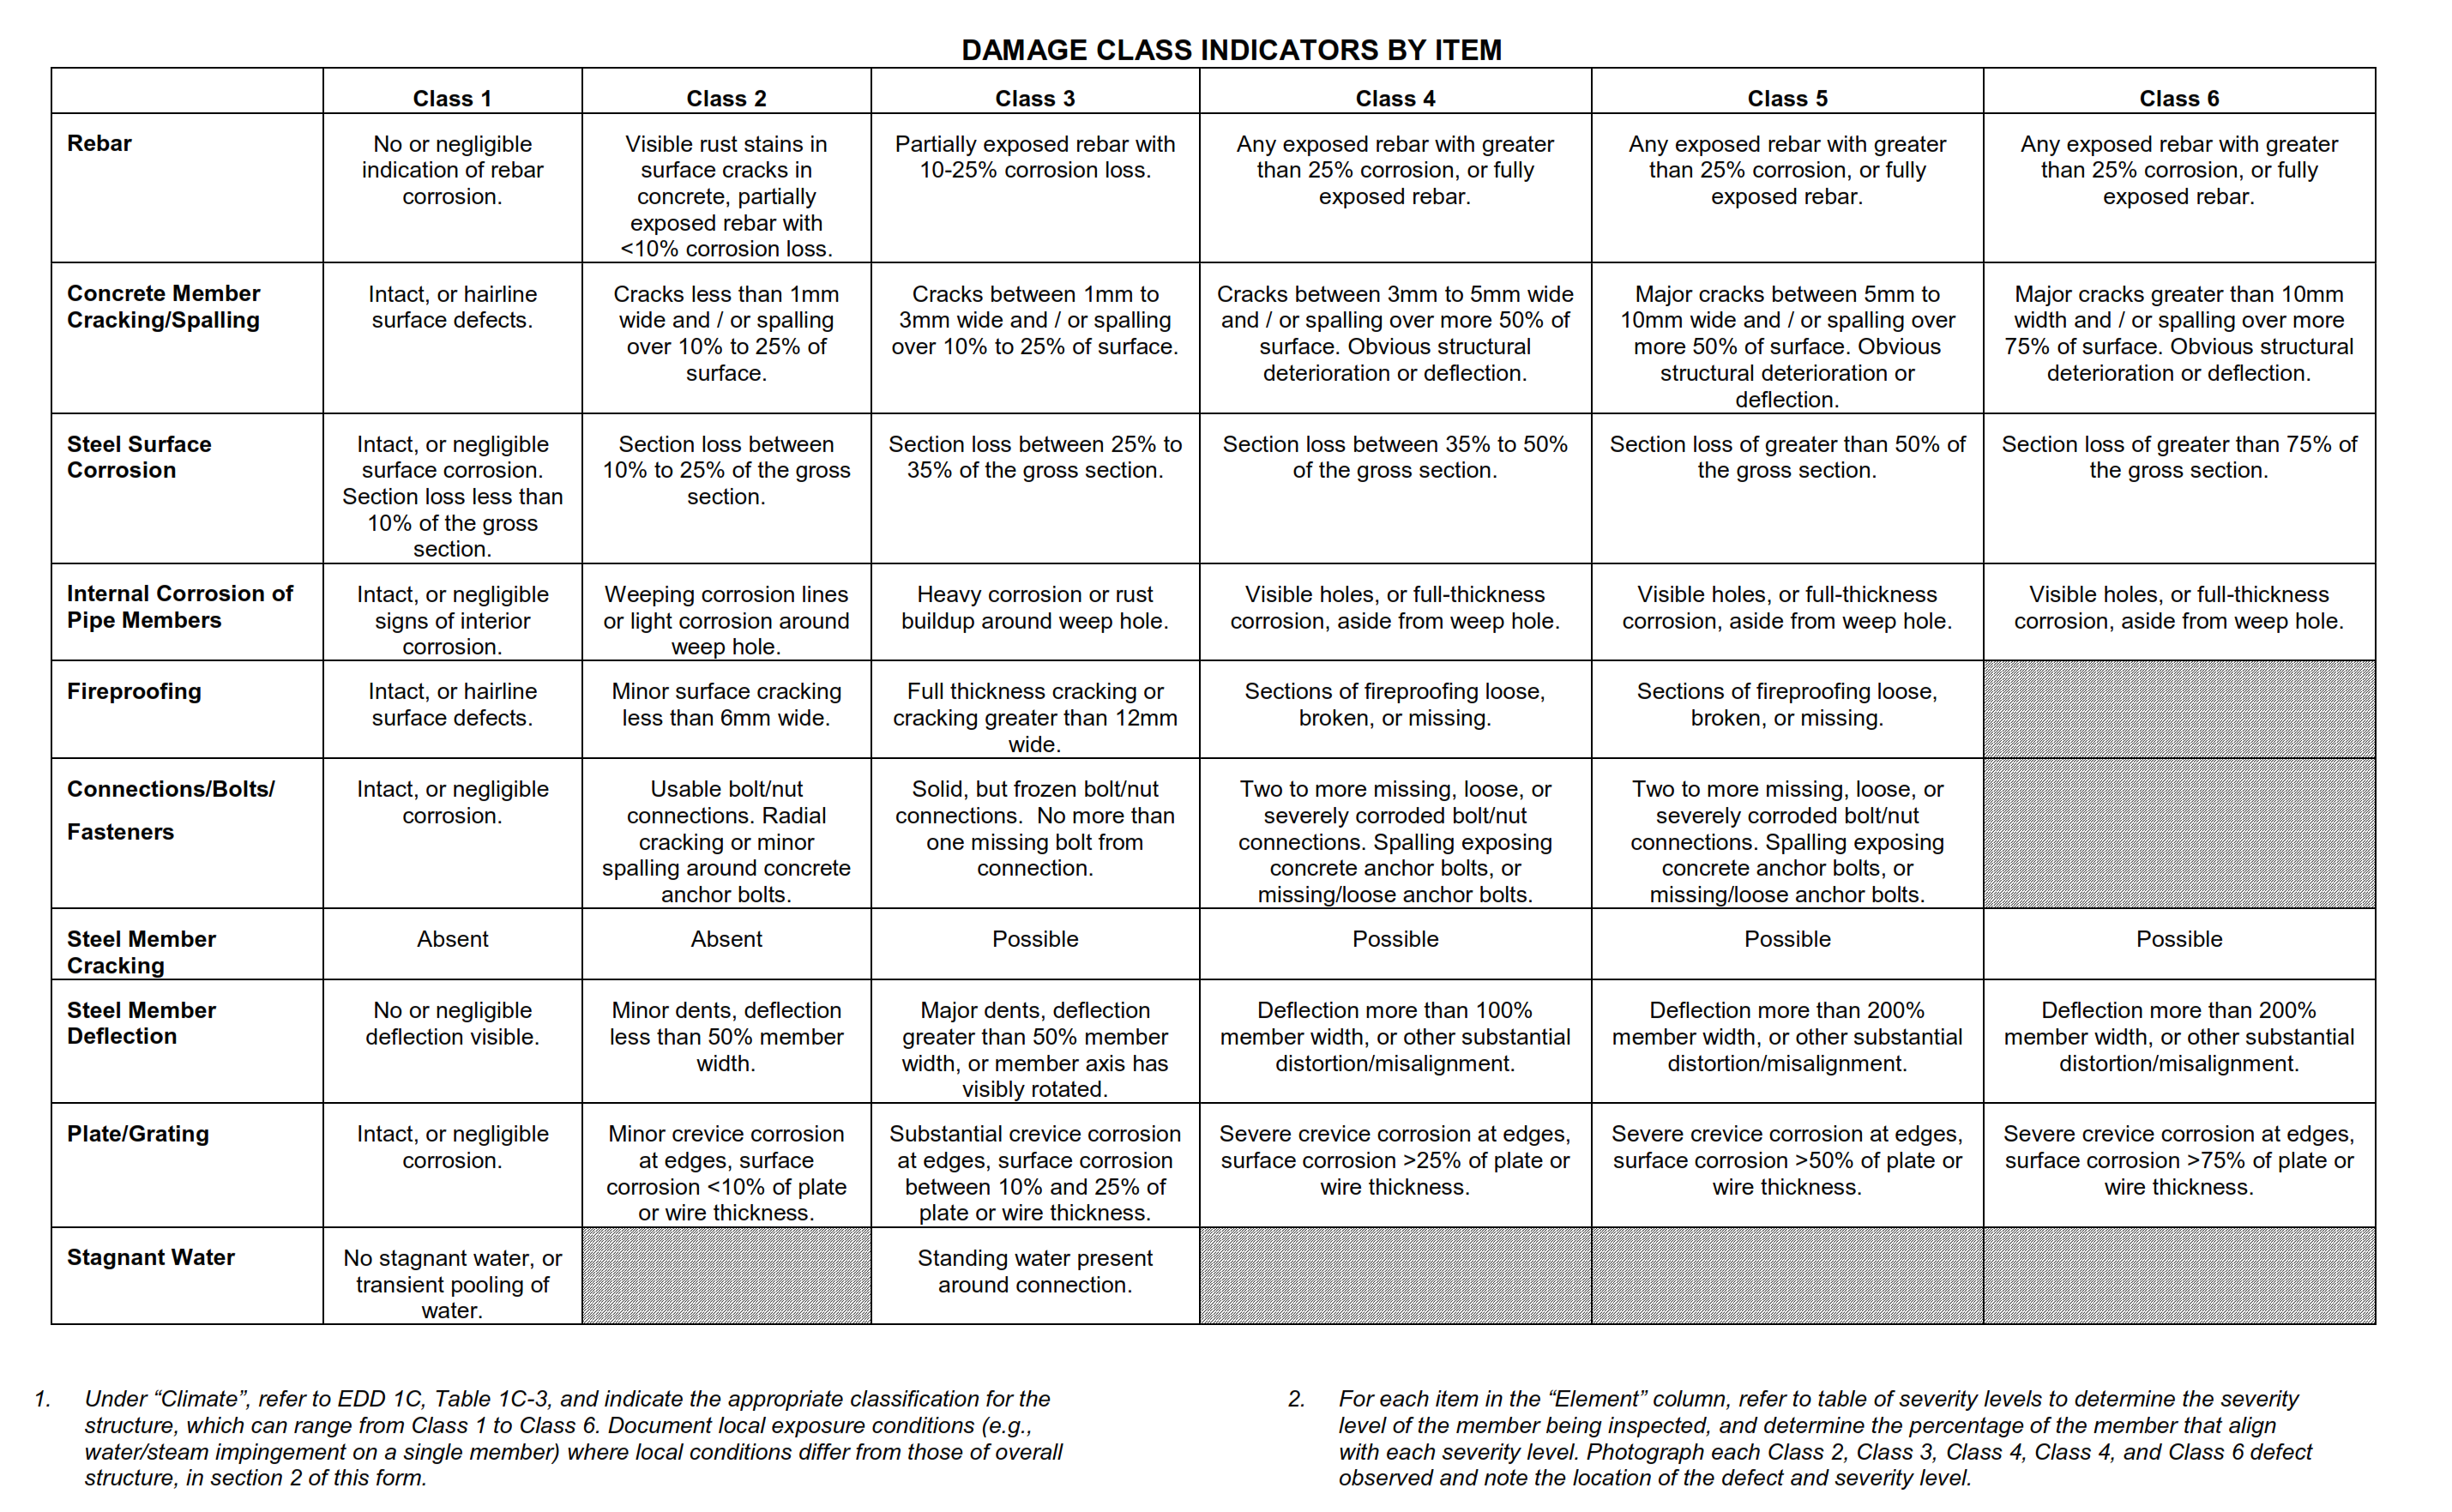 DAMAGE CLASS INDICATORS BY ITEM
Class 1
Class 2
Class 3
Class 4
Class 5
Class 6
Rebar
No or negligible
indication of rebar
corrosion.
Visible rust stains in
surface cracks in
concrete, partially
exposed rebar with
<10% corrosion loss.
Partially exposed rebar with
10-25% corrosion loss.
Any exposed rebar with greater
than 25% corrosion, or fully
exposed rebar.
Any exposed rebar with greater
than 25% corrosion, or fully
exposed rebar.
Any exposed rebar with greater
than 25% corrosion, or fully
exposed rebar.
Concrete Member
Cracking/Spalling
Intact, or hairline
surface defects.
Cracks less than 1mm
wide and / or spalling
over 10% to 25% of
surface.
Cracks between 1mm to
3mm wide and / or spalling
over 10% to 25% of surface.
Cracks between 3mm to 5mm wide
and / or spalling over more 50% of
surface. Obvious structural
deterioration or deflection.
Major cracks between 5mm to
10mm wide and / or spalling over
more 50% of surface. Obvious
structural deterioration or
deflection.
Major cracks greater than 10mm
width and / or spalling over more
75% of surface. Obvious structural
deterioration or deflection.
Steel Surface
Corrosion
Intact, or negligible
surface corrosion.
Section loss less than
10% of the gross
section.
Section loss between
10% to 25% of the gross
section.
Section loss between 25% to
35% of the gross section.
Section loss between 35% to 50%
of the gross section.
Section loss of greater than 50% of
the gross section.
Section loss of greater than 75% of
the gross section.
Internal Corrosion of
Pipe Members
Intact, or negligible
signs of interior
corrosion.
Weeping corrosion lines
or light corrosion around
weep hole.
Heavy corrosion or rust
buildup around weep hole.
Visible holes, or full-thickness
corrosion, aside from weep hole.
Visible holes, or full-thickness
corrosion, aside from weep hole.
Visible holes, or full-thickness
corrosion, aside from weep hole.
Fireproofing
Intact, or hairline
surface defects.
Minor surface cracking
less than 6mm wide.
Full thickness cracking or
cracking greater than 12mm
wide.
Sections of fireproofing loose,
broken, or missing.
Sections of fireproofing loose,
broken, or missing.
Connections/Bolts/
Fasteners
Intact, or negligible
corrosion.
Usable bolt/nut
connections. Radial
cracking or minor
spalling around concrete
anchor bolts.
Solid, but frozen bolt/nut
connections. No more than
one missing bolt from
connection.
Two to more missing, loose, or
severely corroded bolt/nut
connections. Spalling exposing
concrete anchor bolts, or
missing/loose anchor bolts.
Two to more missing, loose, or
severely corroded bolt/nut
connections. Spalling exposing
concrete anchor bolts, or
missing/loose anchor bolts.
Steel Member
Cracking
Absent
Absent
Possible
Possible
Possible
Possible
Steel Member
Deflection
No or negligible
deflection visible.
Minor dents, deflection
less than 50% member
width.
Major dents, deflection
greater than 50% member
width, or member axis has
visibly rotated.
Deflection more than 100%
member width, or other substantial
distortion/misalignment.
Deflection more than 200%
member width, or other substantial
distortion/misalignment.
Deflection more than 200%
member width, or other substantial
distortion/misalignment.
Plate/Grating
Intact, or negligible
corrosion.
Minor crevice corrosion
at edges, surface
corrosion <10% of plate
or wire thickness.
Substantial crevice corrosion
at edges, surface corrosion
between 10% and 25% of
plate or wire thickness.
Severe crevice corrosion at edges,
surface corrosion >25% of plate or
wire thickness.
Severe crevice corrosion at edges,
surface corrosion >50% of plate or
wire thickness.
Severe crevice corrosion at edges,
surface corrosion >75% of plate or
wire thickness.
Stagnant Water
No stagnant water, or
transient pooling of
water.
Standing water present
around connection.
1. Under “Climate”, refer to EDD 1C, Table 1C-3, and indicate the appropriate classification for the
structure, which can range from Class 1 to Class 6. Document local exposure conditions (e.g.,
water/steam impingement on a single member) where local conditions differ from those of overall
structure, in section 2 of this form.
2. For each item in the “Element” column, refer to table of severity levels to determine the severity
level of the member being inspected, and determine the percentage of the member that align
with each severity level. Photograph each Class 2, Class 3, Class 4, Class 4, and Class 6 defect
observed and note the location of the defect and severity level.